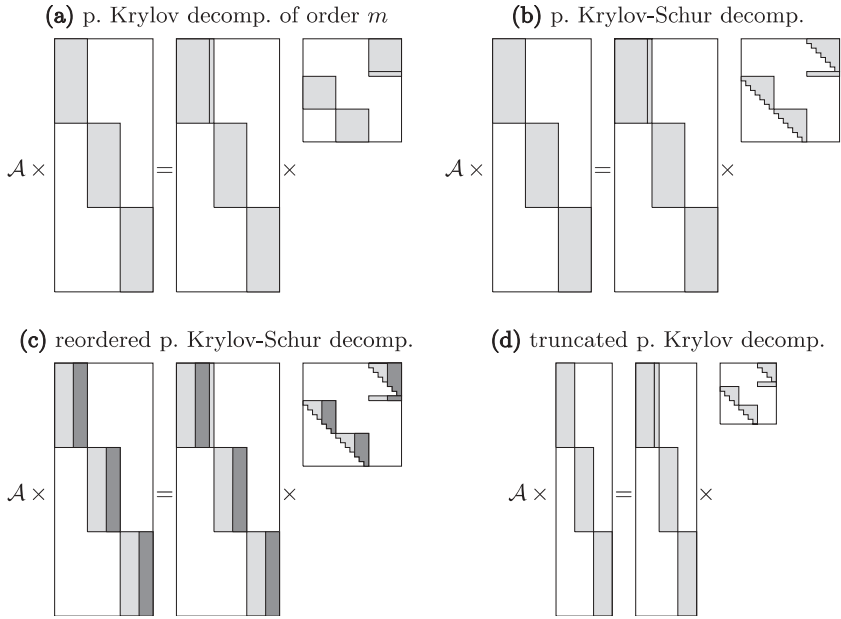 (a) p. Krylov decomp. of order m
(b) p. Krylov-Schur decomp.
𝒜 × = ×
𝒜 × = ×
(c) reordered p. Krylov-Schur decomp.
(d) truncated p. Krylov decomp.
𝒜 × = ×
𝒜 × = ×